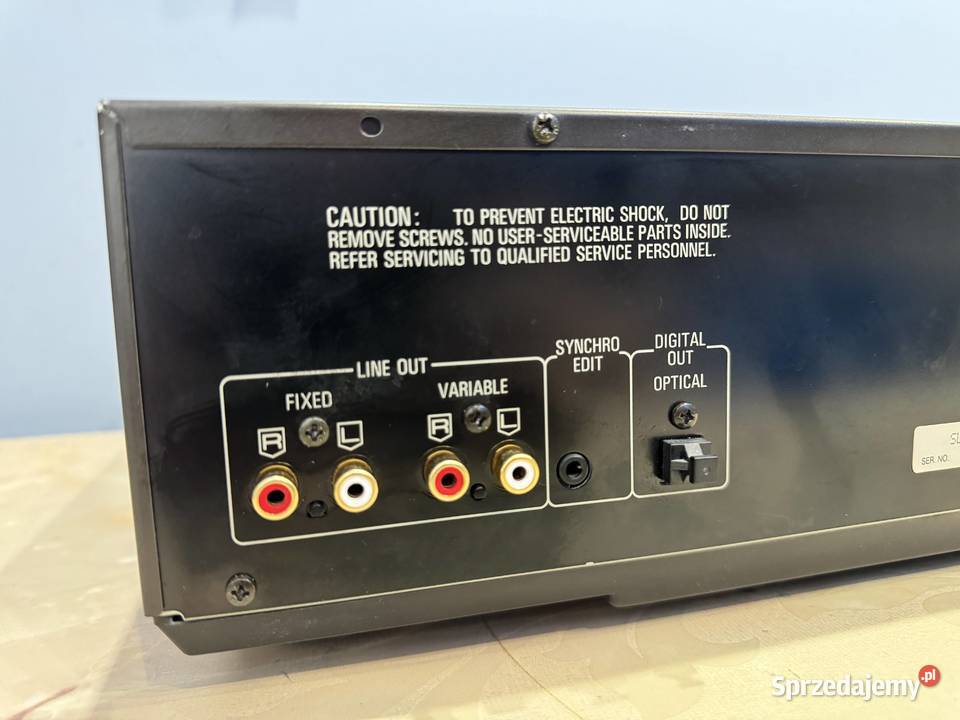 CAUTION: TO PREVENT ELECTRIC SHOCK, DO NOT
REMOVE SCREWS. NO USER-SERVICEABLE PARTS INSIDE.
REFER SERVICING TO QUALIFIED SERVICE PERSONNEL.
LINE OUT
FIXED
VARIABLE
R
L
R
L
SYNCHRO
EDIT
DIGITAL
OUT
OPTICAL
SL
SER. NO.
Sprzedajemy.pl